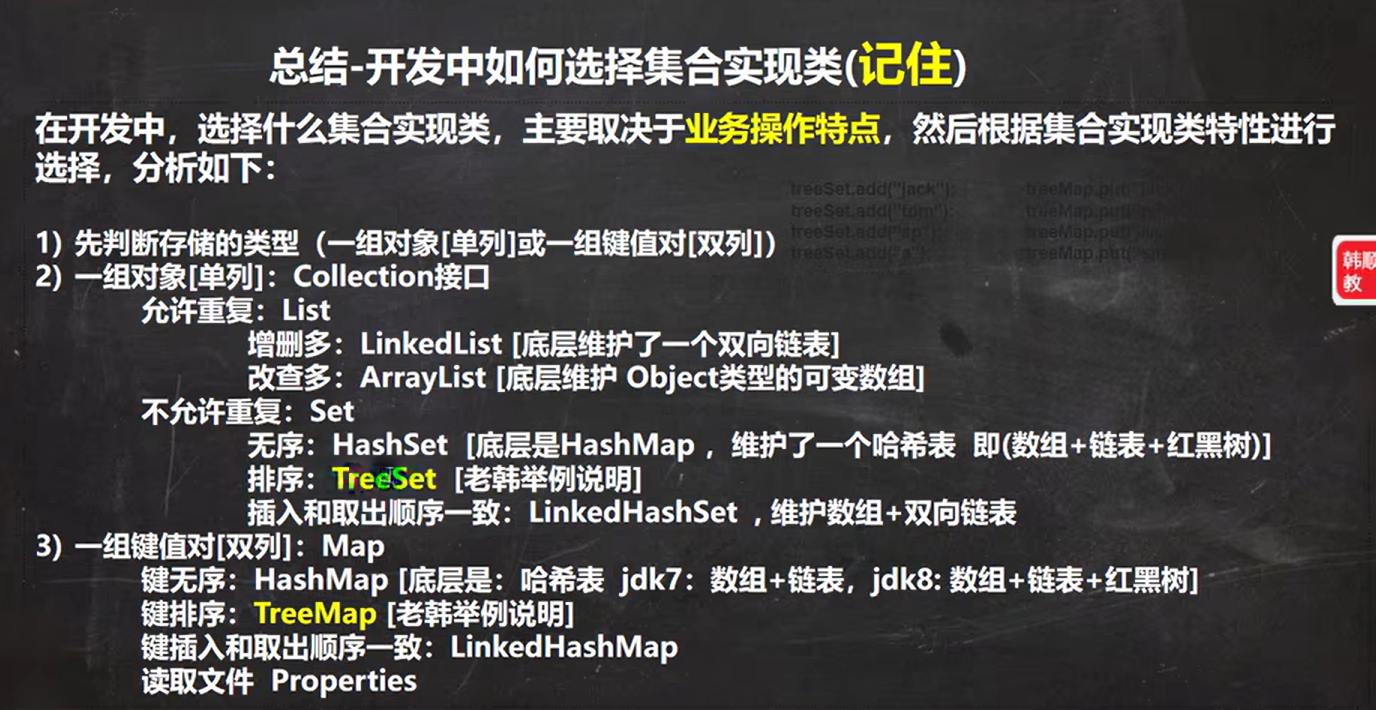 总结-开发中如何选择集合实现类(记住)
在开发中，选择什么集合实现类，主要取决于业务操作特点，然后根据集合实现类特性进行
选择，分析如下：
treeSet.add("jack");
treeSet.add("tom");
treeSet.add("sp");
treeSet.add("a");
1) 先判断存储的类型（一组对象[单列]或一组键值对[双列]）
2) 一组对象[单列]：Collection接口
允许重复：List
增删多：LinkedList [底层维护了一个双向链表]
改查多：ArrayList [底层维护 Object类型的可变数组]
不允许重复：Set
无序：HashSet [底层是HashMap ，维护了一个哈希表 即(数组+链表+红黑树)]
排序：TreeSet [老韩举例说明]
插入和取出顺序一致：LinkedHashSet , 维护数组+双向链表
3) 一组键值对[双列]：Map
键无序：HashMap [底层是：哈希表 jdk7：数组+链表，jdk8: 数组+链表+红黑树]
键排序：TreeMap [老韩举例说明]
键插入和取出顺序一致：LinkedHashMap
读取文件 Properties
韩顺
教